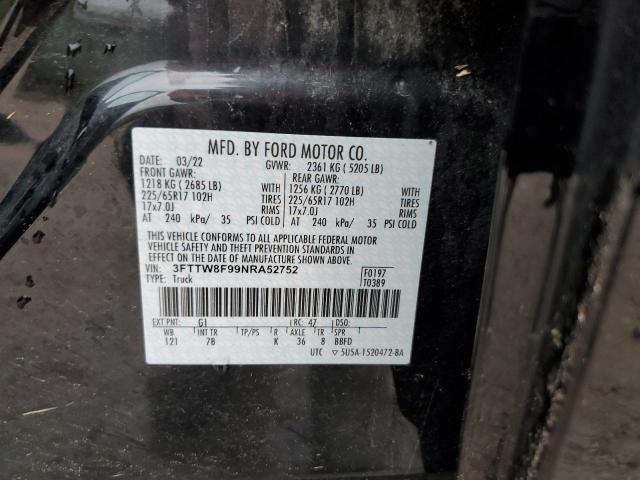 MFD. BY FORD MOTOR CO.
DATE: 03/22 GVWR: 2361 KG ( 5205 LB)
FRONT GAWR: REAR GAWR:
1218 KG ( 2685 LB) WITH 1256 KG ( 2770 LB) WITH
225/65R17 102H TIRES 225/65R17 102H TIRES
17x7.0J RIMS 17x7.0J RIMS
AT 240 kPa/ 35 PSI COLD AT 240 kPa/ 35 PSI COLD
THIS VEHICLE CONFORMS TO ALL APPLICABLE FEDERAL MOTOR
VEHICLE SAFETY AND THEFT PREVENTION STANDARDS IN
EFFECT ON THE DATE OF MANUFACTURE SHOWN ABOVE.
VIN: 3FTTW8F99NRA52752 F0197
TYPE: Truck T0389
EXT PNT: G1 RC: 47 DSO:
WB INT TR TP/PS R AXLE TR SPR
121 7B K 36 8 BBFD
UTC ▽ 5U5A-1520472-BA